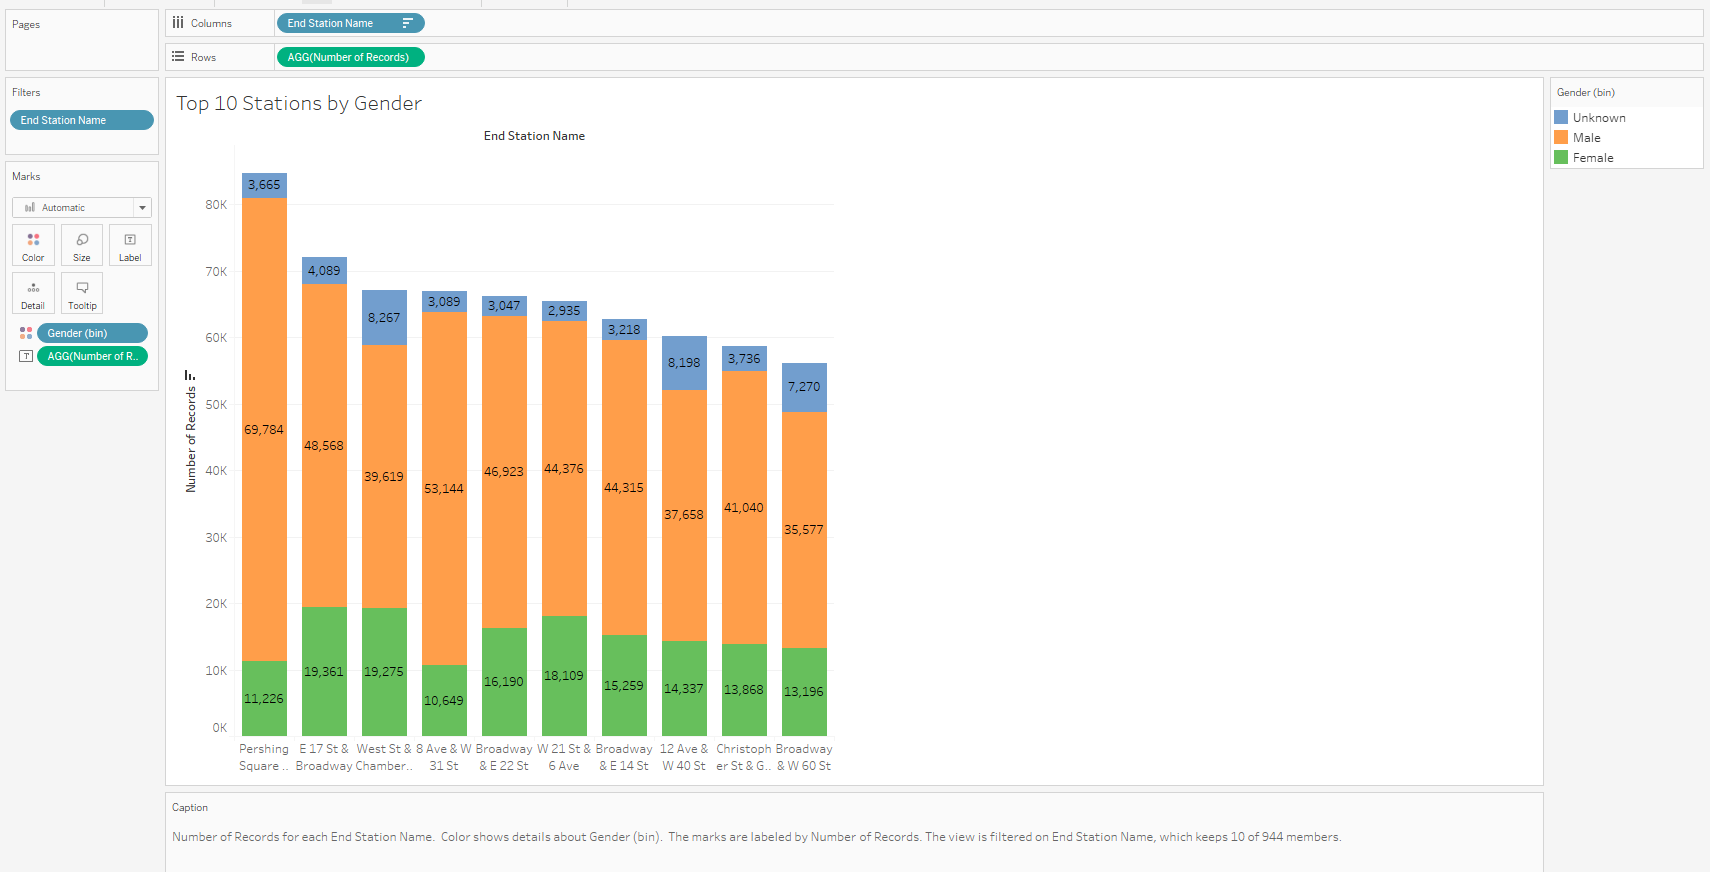 Pages
Columns
End Station Name
Rows
AGG(Number of Records)
Filters
End Station Name
Marks
Automatic
Color
Size
Label
Detail
Tooltip
Gender (bin)
AGG(Number of R..
Top 10 Stations by Gender
End Station Name
Number of Records
80K
70K
60K
50K
40K
30K
20K
10K
0K
3,665
69,784
11,226
4,089
48,568
19,361
8,267
39,619
19,275
3,089
53,144
10,649
3,047
46,923
16,190
2,935
44,376
18,109
3,218
44,315
15,259
8,198
37,658
14,337
3,736
41,040
13,868
7,270
35,577
13,196
Pershing
Square ..
E 17 St &
Broadway
West St &
Chamber..
8 Ave & W
31 St
Broadway
& E 22 St
W 21 St &
6 Ave
Broadway
& E 14 St
12 Ave &
W 40 St
Christoph
er St & G..
Broadway
& W 60 St
Gender (bin)
Unknown
Male
Female
Caption
Number of Records for each End Station Name.  Color shows details about Gender (bin).  The marks are labeled by Number of Records. The view is filtered on End Station Name, which keeps 10 of 944 members.